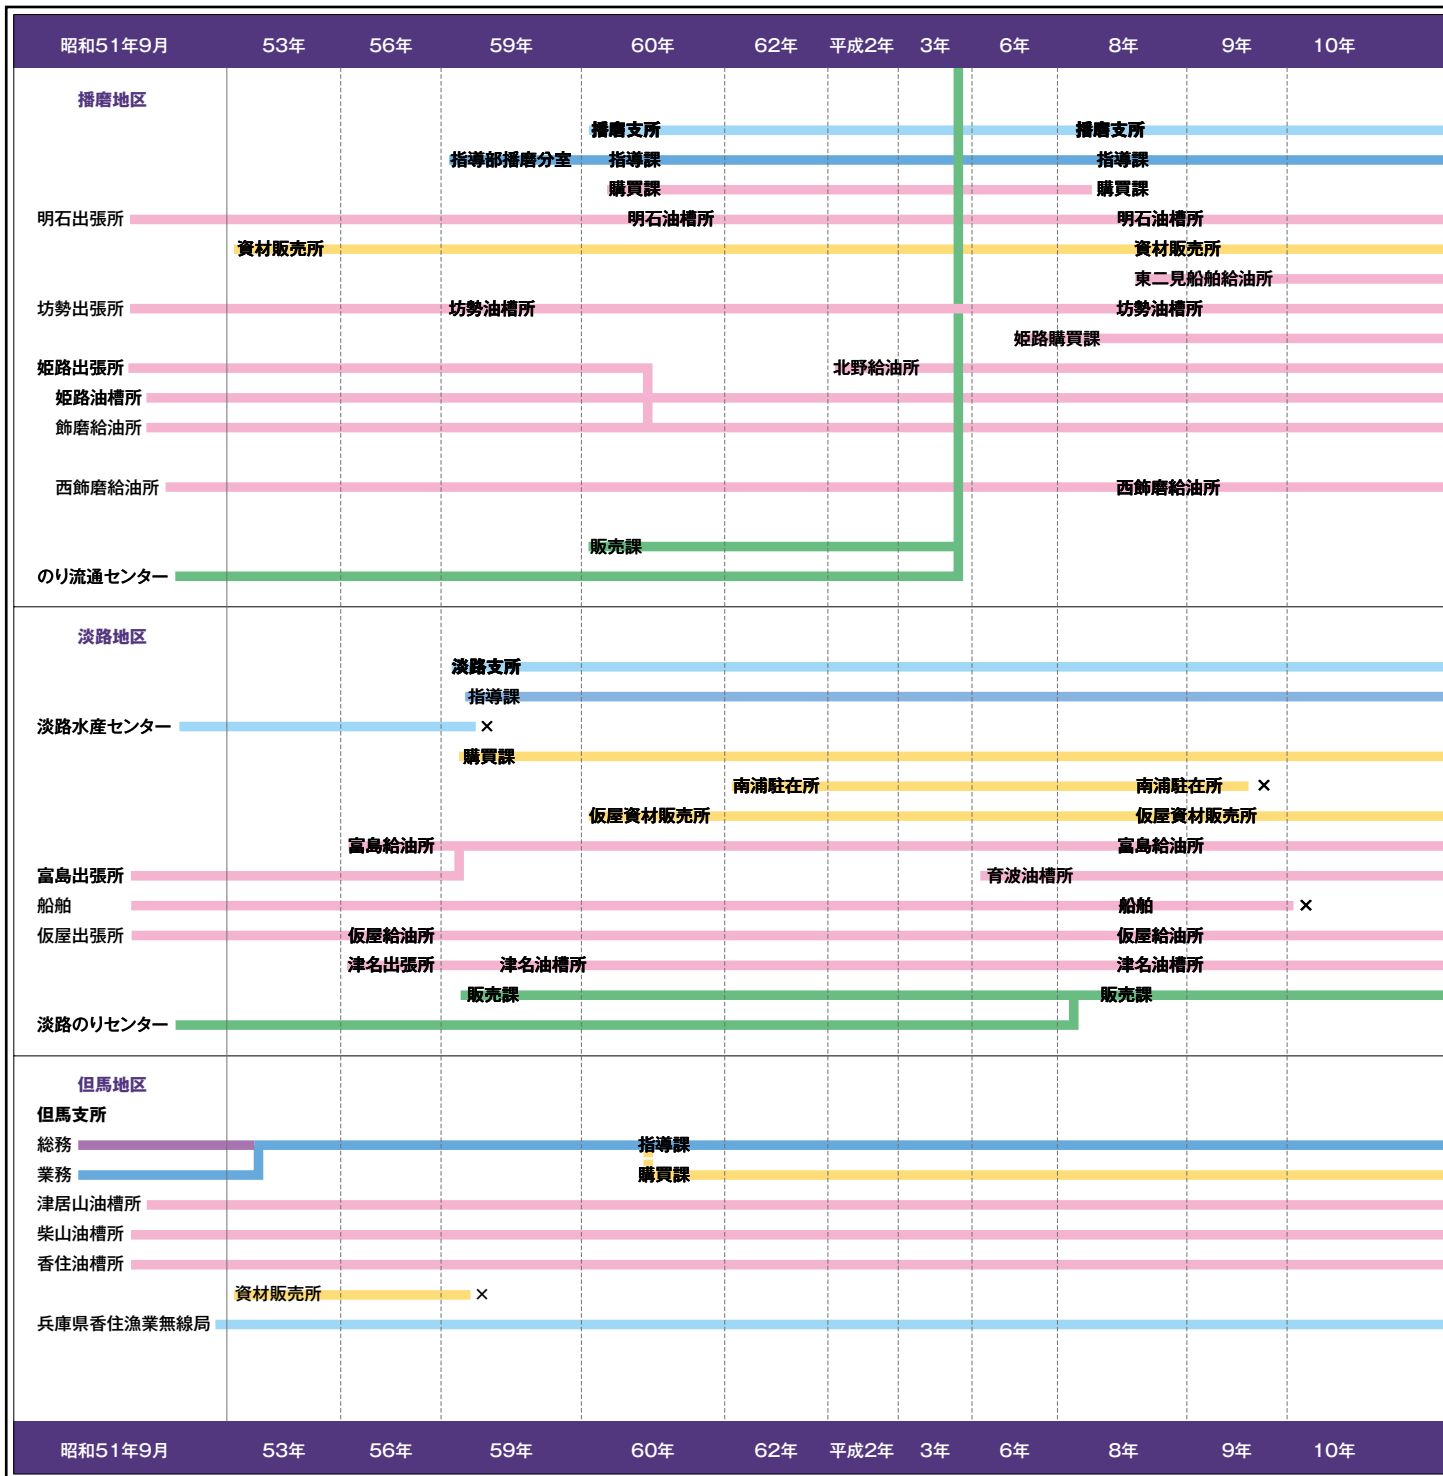 昭和51年9月 53年 56年 59年 60年 62年 平成2年 3年 6年 8年 9年 10年
播磨地区
播磨支所 播磨支所
指導部播磨分室 指導課 指導課
購買課 購買課
明石出張所 明石油槽所 明石油槽所
資材販売所 資材販売所
東二見船舶給油所
坊勢出張所 坊勢油槽所 坊勢油槽所
姫路購買課
姫路出張所 北野給油所
姫路油槽所
飾磨給油所
西飾磨給油所 西飾磨給油所
販売課
のり流通センター
淡路地区
淡路支所
指導課
淡路水産センター ×
購買課
南浦駐在所 南浦駐在所 ×
仮屋資材販売所 仮屋資材販売所
富島給油所 富島給油所
富島出張所 育波油槽所
船舶 船舶 ×
仮屋出張所 仮屋給油所 仮屋給油所
津名出張所 津名油槽所 津名油槽所
販売課 販売課
淡路のりセンター
但馬地区
但馬支所
総務 指導課
業務 購買課
津居山油槽所
柴山油槽所
香住油槽所
資材販売所 ×
兵庫県香住漁業無線局
昭和51年9月 53年 56年 59年 60年 62年 平成2年 3年 6年 8年 9年 10年